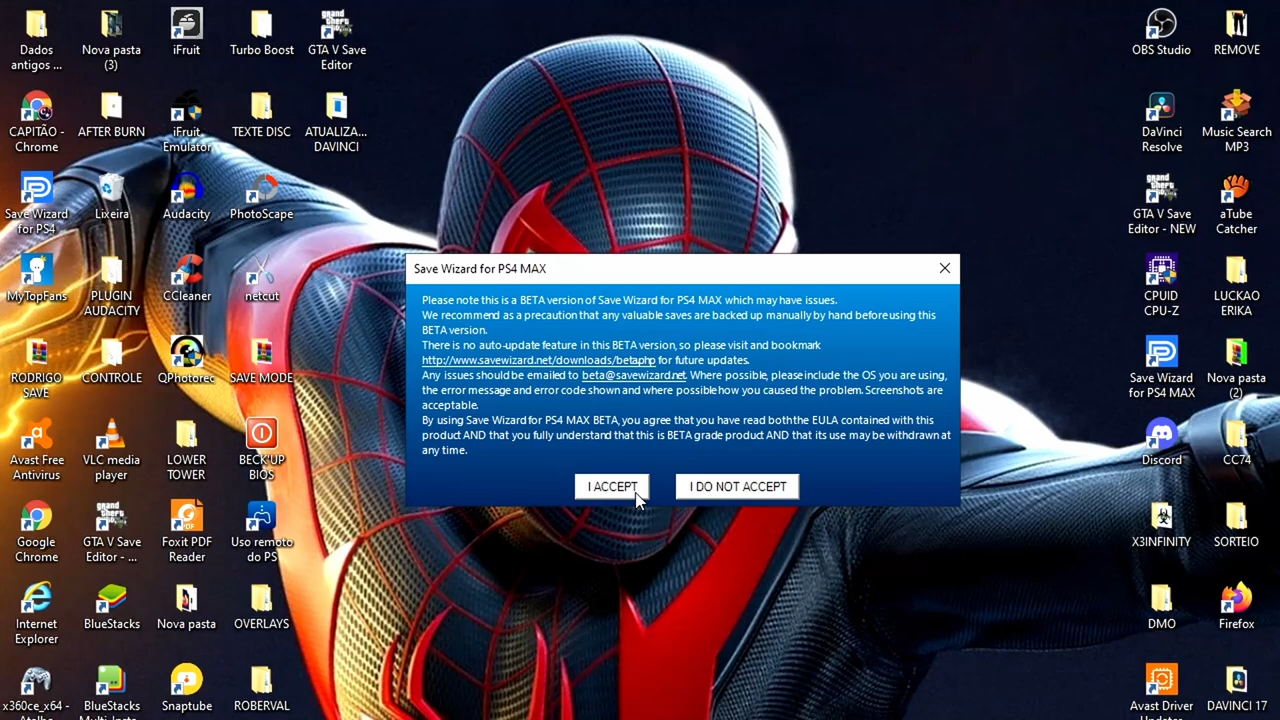 Dados
antigos ...
Nova pasta
(3)
iFruit
Turbo Boost
GTA V Save
Editor
OBS Studio
REMOVE
CAPITÃO -
Chrome
AFTER BURN
iFruit
Emulator
TEXTE DISC
ATUALIZA...
DAVINCI
DaVinci
Resolve
Music Search
MP3
Save Wizard
for PS4
Lixeira
Audacity
PhotoScape
GTA V Save
Editor - NEW
aTube
Catcher
MyTopFans
PLUGIN
AUDACITY
CCleaner
netcut
CPUID
CPU-Z
LUCKAO
ERIKA
RODRIGO
SAVE
CONTROLE
QPhotorec
SAVE MODE
Save Wizard
for PS4 MAX
Nova pasta
(2)
Avast Free
Antivirus
VLC media
player
LOWER
TOWER
BECK'UP
BIOS
Discord
CC74
Google
Chrome
GTA V Save
Editor - ...
Foxit PDF
Reader
Uso remoto
do PS
X3INFINITY
SORTEIO
Internet
Explorer
BlueStacks
Nova pasta
OVERLAYS
DMO
Firefox
x360ce_x64 -
BlueStacks
Snaptube
ROBERVAL
Avast Driver
DAVINCI 17
Save Wizard for PS4 MAX
Please note this is a BETA version of Save Wizard for PS4 MAX which may have issues.
We recommend as a precaution that any valuable saves are backed up manually by hand before using this
BETA version.
There is no auto-update feature in this BETA version, so please visit and bookmark
http://www.savewizard.net/downloads/beta.php for future updates.
Any issues should be emailed to beta@savewizard.net. Where possible, please include the OS you are using,
the error message and error code shown and where possible how you caused the problem. Screenshots are
acceptable.
By using Save Wizard for PS4 MAX BETA, you agree that you have read both the EULA contained with this
product AND that you fully understand that this is BETA grade product AND that its use may be withdrawn at
any time.
I ACCEPT
I DO NOT ACCEPT